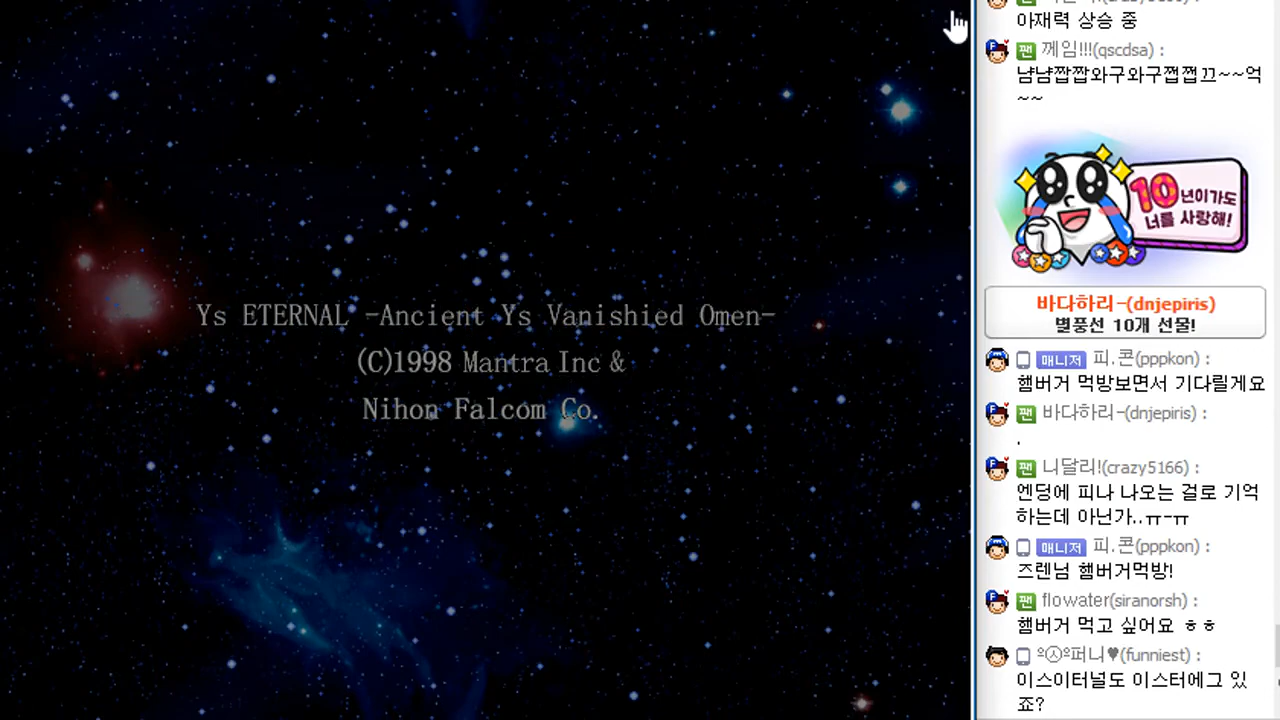 Ys ETERNAL -Ancient Ys Vanishied Omen-
(C)1998 Mantra Inc &
Nihon Falcom Co.
아재력 상승 중
팬 께임!!!(qscdsa) :
냠냠짭짭와구와구쩝쩝끄~~억
~~
10년이가도
너를 사랑해!
바다하리-(dnjepiris)
별풍선 10개 선물!
매니저 피.콘(pppkon) :
햄버거 먹방보면서 기다릴게요
팬 바다하리-(dnjepiris) :
.
팬 니달리!(crazy5166) :
엔딩에 피나 나오는 걸로 기억
하는데 아닌가..ㅠ-ㅠ
매니저 피.콘(pppkon) :
즈렌님 햄버거먹방!
팬 flowater(siranorsh) :
햄버거 먹고 싶어요 ㅎㅎ
º㉦º퍼니♥(funniest) :
이스이터널도 이스터에그 있
죠?